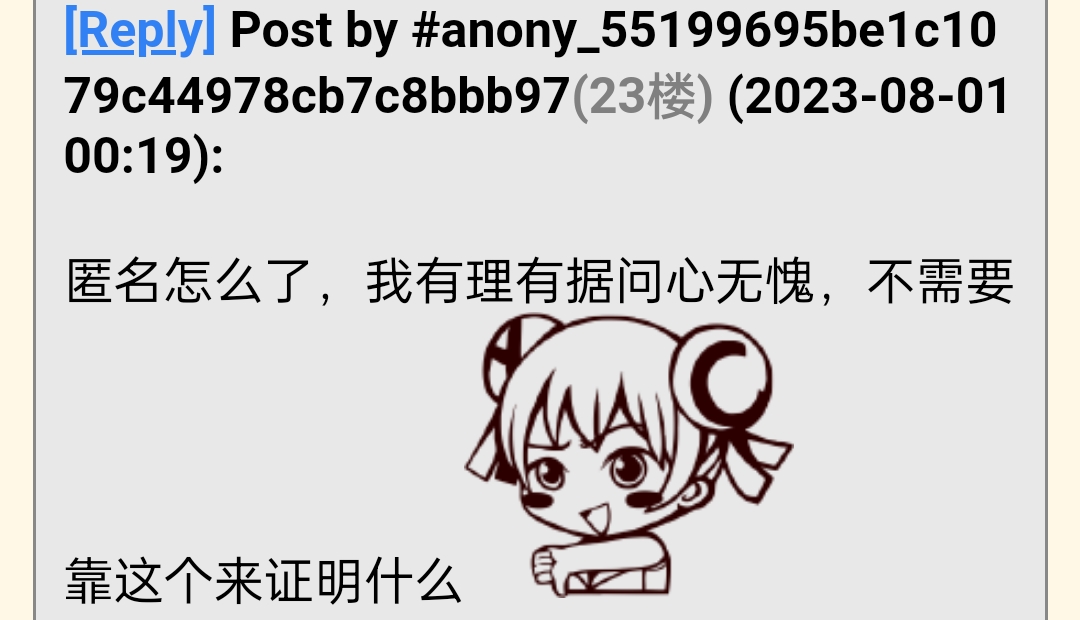 [Reply] Post by #anony_55199695be1c10
79c44978cb7c8bbb97(23楼) (2023-08-01
00:19):
匿名怎么了，我有理有据问心无愧，不需要
靠这个来证明什么